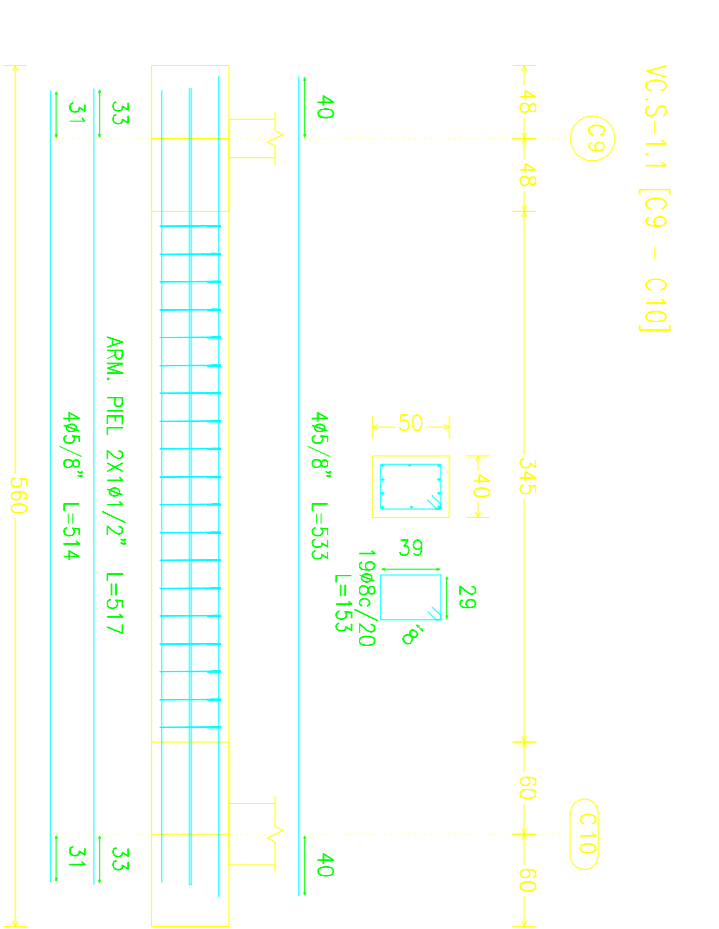 VC.S-1.1 [C9 - C10]
C9
C10
48
48
345
60
60
50
40
39
29
8
19ø8c/20
L=153
40
4ø5/8" L=533
40
33
ARM. PIEL 2X1ø1/2" L=517
33
31
4ø5/8" L=514
31
560